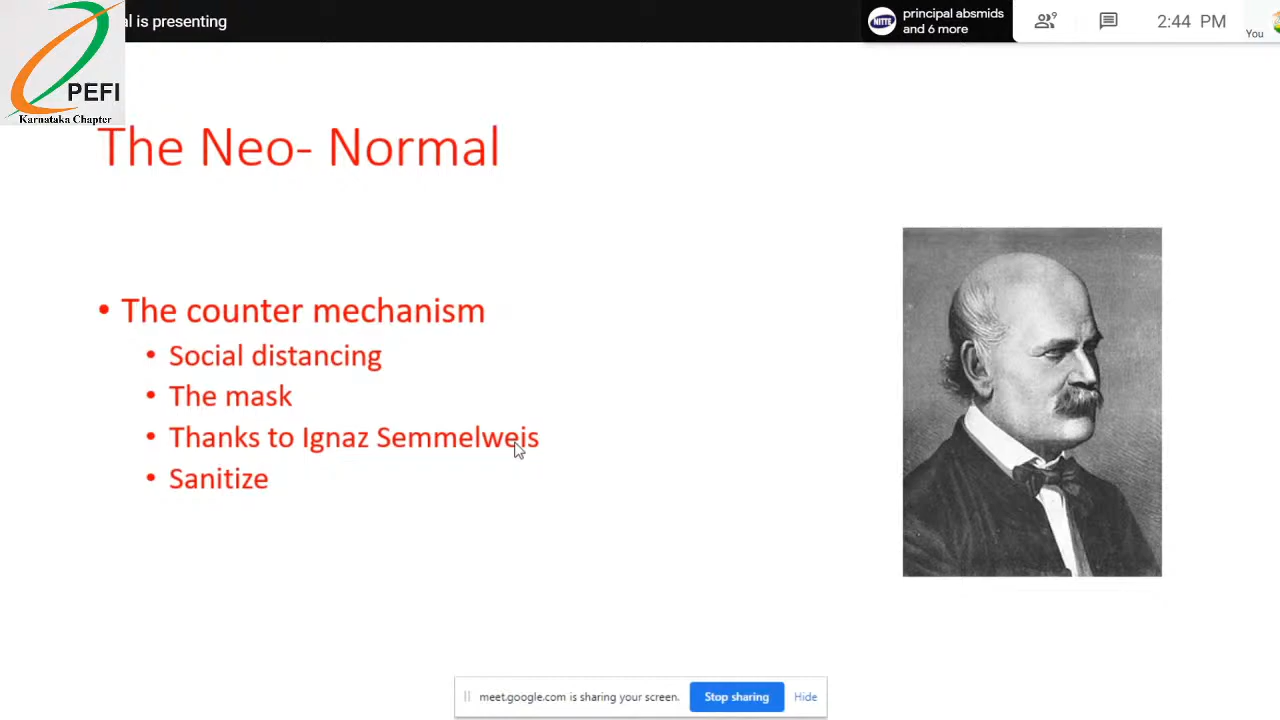 al is presenting
principal absmids
and 6 more
NITTE
9
2:44 PM
You
PEFI
Karnataka Chapter
The Neo- Normal
• The counter mechanism
• Social distancing
• The mask
• Thanks to Ignaz Semmelweis
• Sanitize
meet.google.com is sharing your screen.
Stop sharing
Hide